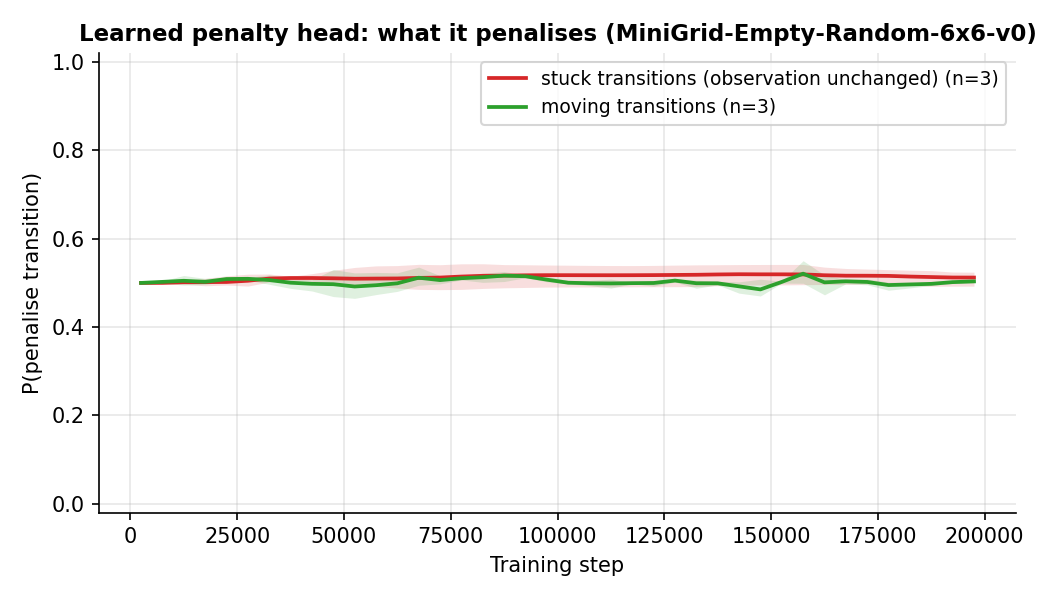 Learned penalty head: what it penalises (MiniGrid-Empty-Random-6x6-v0)
stuck transitions (observation unchanged) (n=3)
moving transitions (n=3)
P(penalise transition)
1.0
0.8
0.6
0.4
0.2
0.0
0 25000 50000 75000 100000 125000 150000 175000 200000
Training step